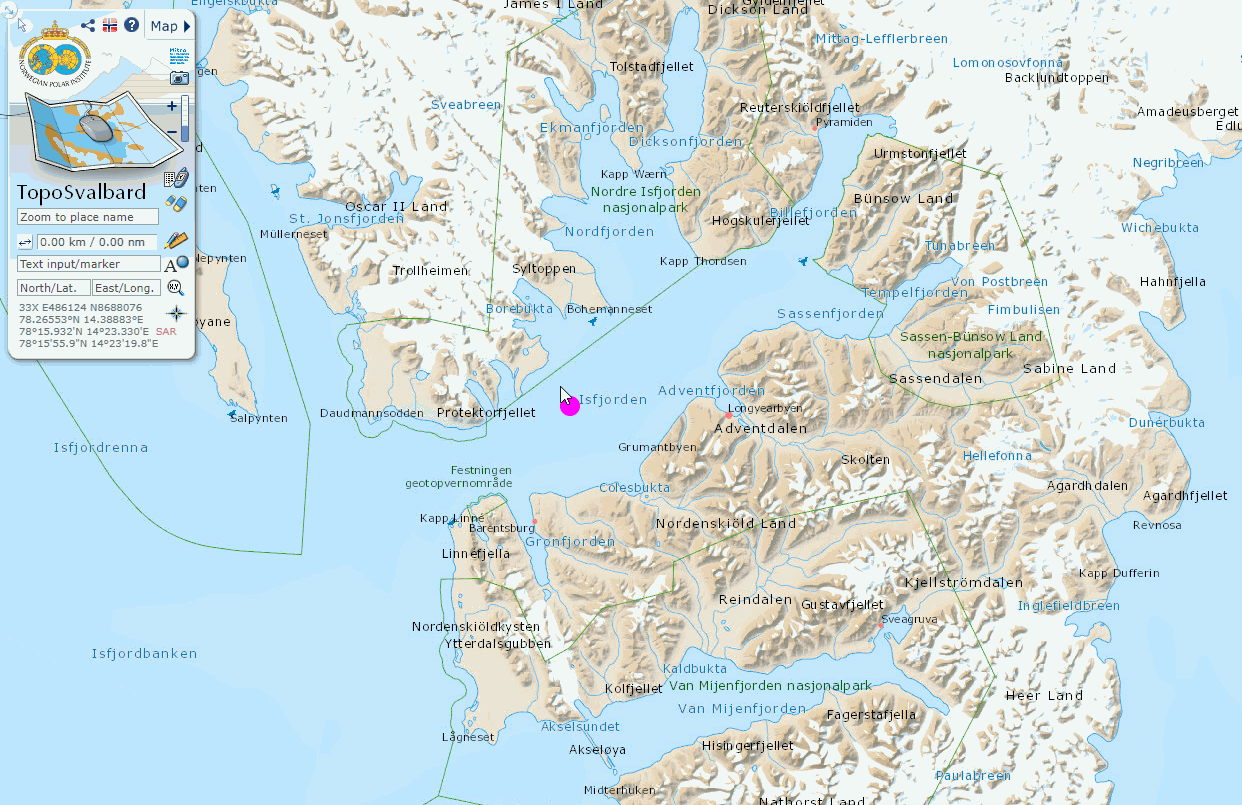 Engelskbukta
James I Land
Dickson Land
Gyldénfjellet
Map
NORWEGIAN POLAR INSTITUTE
Mittag-Lefflerbreen
Lomonosovfonna
Backlundtoppen
Tolstadfjellet
Sveabreen
Reuterskiöldfjellet
Pyramiden
Amadeusberget
Edlu
Ekmanfjorden
Dicksonfjorden
Urmstonfjellet
Negribreen
TopoSvalbard
Kapp Wærn
Nordre Isfjorden
nasjonalpark
Bünsow Land
Zoom to place name
Oscar II Land
St. Jonsfjorden
Høgskulefjellet
Billefjorden
Müllerneset
Nordfjorden
Wichebukta
Tunabreen
0.00 km / 0.00 nm
Text input/marker
Trollheimen
Syltoppen
Kapp Thordsen
Tempelfjorden
Von Postbreen
Hahnfjella
North/Lat.
East/Long.
33X E486124 N8688076
78.26553°N 14.38883°E
78°15.932'N 14°23.330'E SAR
78°15'55.9"N 14°23'19.8"E
Borebukta
Bohemanneset
Sassenfjorden
Fimbulisen
Sassen-Bünsow Land
nasjonalpark
Sabine Land
Sassendalen
Adventfjorden
Isfjorden
Salpynten
Daudmannsodden
Protektorfjellet
Longyearbyen
Adventdalen
Dunérbukta
Isfjordrenna
Grumantbyen
Skolten
Hellefonna
Festningen
geotopvernområde
Colesbukta
Agardhdalen
Agardhfjellet
Kapp Linné
Barentsburg
Nordenskiöld Land
Revnosa
Grønfjorden
Linnéfjella
Kjellströmdalen
Kapp Dufferin
Reindalen
Gustavfjellet
Inglefieldbreen
Sveagruva
Nordenskiöldkysten
Ytterdalsgubben
Isfjordbanken
Kaldbukta
Kolfjellet
Van Mijenfjorden nasjonalpark
Heer Land
Van Mijenfjorden
Fagerstafjella
Akselsundet
Lågneset
Akseløya
Hisingerfjellet
Paulabreen
Midterhuken
Nathorst Land